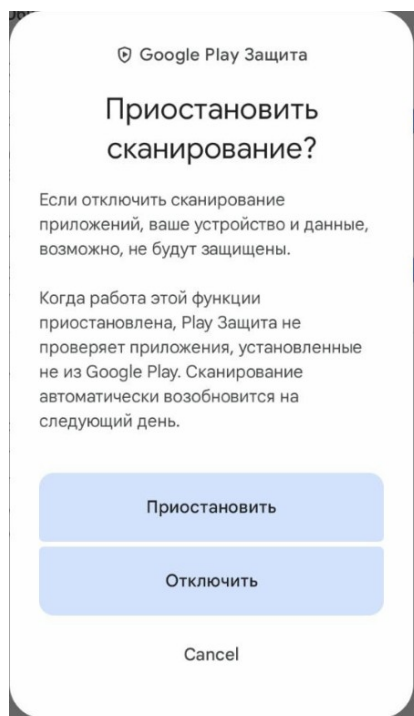 Google Play Защита
Приостановить
сканирование?
Если отключить сканирование
приложений, ваше устройство и данные,
возможно, не будут защищены.
Когда работа этой функции
приостановлена, Play Защита не
проверяет приложения, установленные
не из Google Play. Сканирование
автоматически возобновится на
следующий день.
Приостановить
Отключить
Cancel